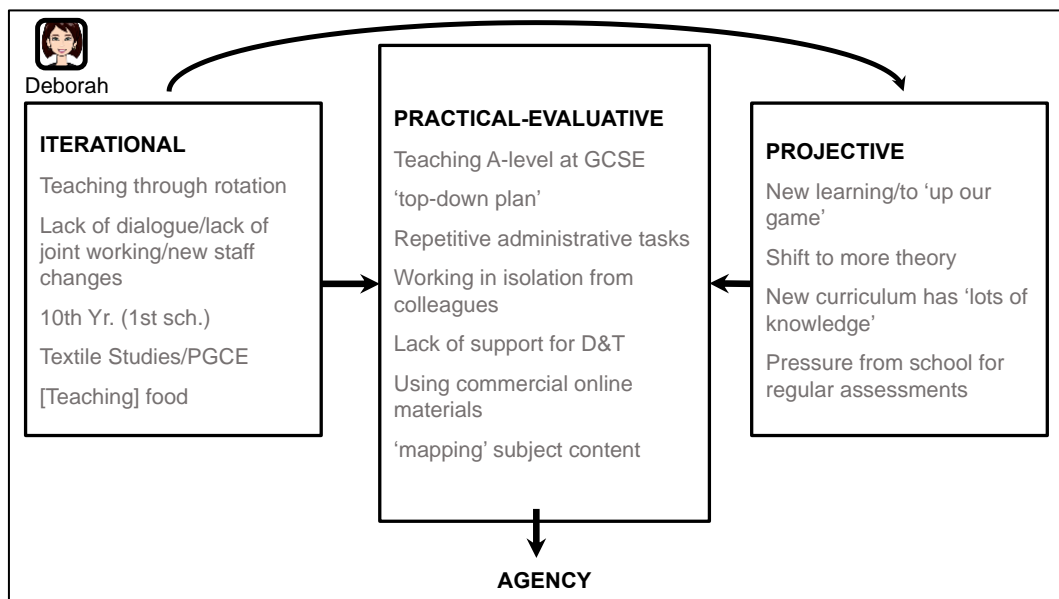 Deborah
ITERATIONAL
Teaching through rotation
Lack of dialogue/lack of
joint working/new staff
changes
10th Yr. (1st sch.)
Textile Studies/PGCE
[Teaching] food
PRACTICAL-EVALUATIVE
Teaching A-level at GCSE
‘top-down plan’
Repetitive administrative tasks
Working in isolation from
colleagues
Lack of support for D&T
Using commercial online
materials
‘mapping’ subject content
PROJECTIVE
New learning/to ‘up our
game’
Shift to more theory
New curriculum has ‘lots of
knowledge’
Pressure from school for
regular assessments
AGENCY